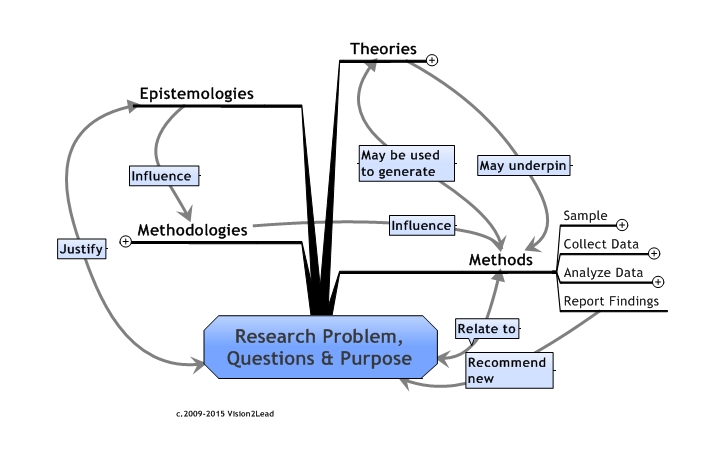 Theories
Epistemologies
May be used
to generate
May underpin
Influence
Sample
Influence
Methodologies
Collect Data
Justify
Methods
Analyze Data
Report Findings
Relate to
Research Problem,
Questions & Purpose
Recommend
new
c.2009-2015 Vision2Lead